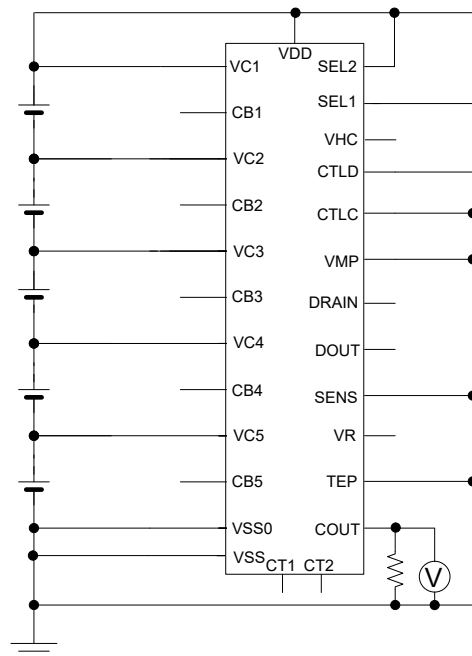 VDD
VC1
CB1
VC2
CB2
VC3
CB3
VC4
CB4
VC5
CB5
VSS0
VSS
CT1
CT2
SEL2
SEL1
VHC
CTLD
CTLC
VMP
DRAIN
DOUT
SENS
VR
TEP
COUT
V